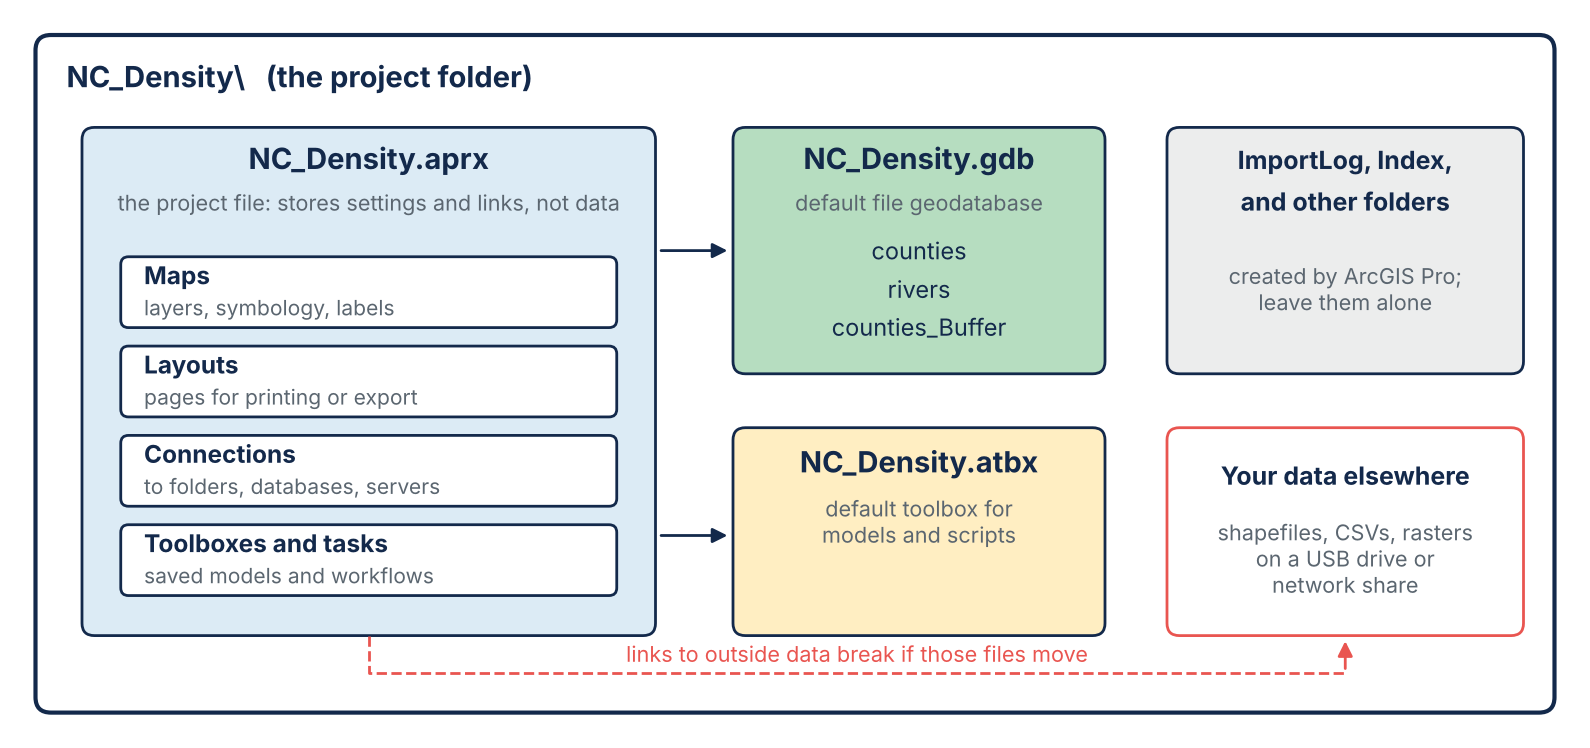 NC_Density\ (the project folder)
NC_Density.aprx
the project file: stores settings and links, not data
Maps
layers, symbology, labels
Layouts
pages for printing or export
Connections
to folders, databases, servers
Toolboxes and tasks
saved models and workflows
NC_Density.gdb
default file geodatabase
counties
rivers
counties_Buffer
NC_Density.atbx
default toolbox for
models and scripts
ImportLog, Index,
and other folders
created by ArcGIS Pro;
leave them alone
Your data elsewhere
shapefiles, CSVs, rasters
on a USB drive or
network share
links to outside data break if those files move